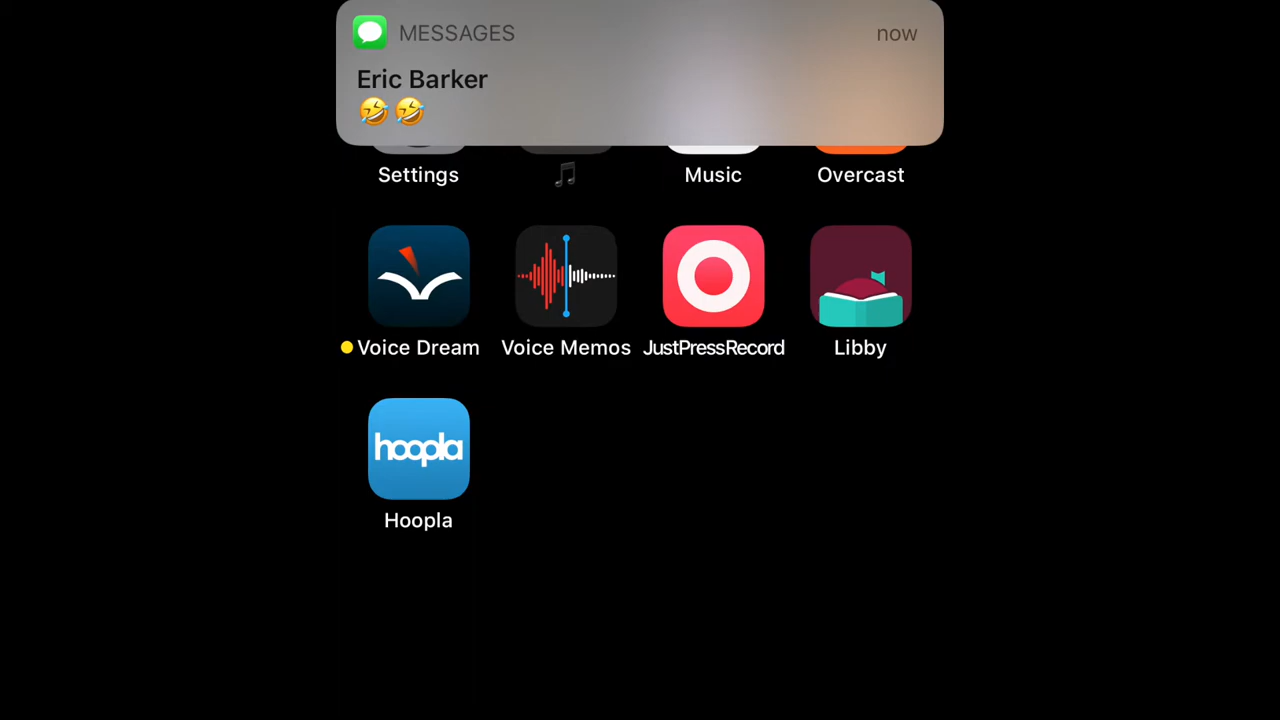 MESSAGES now
Eric Barker
🤣🤣
Settings 🎵 Music Overcast
Voice Dream Voice Memos JustPressRecord Libby
hoopla
Hoopla